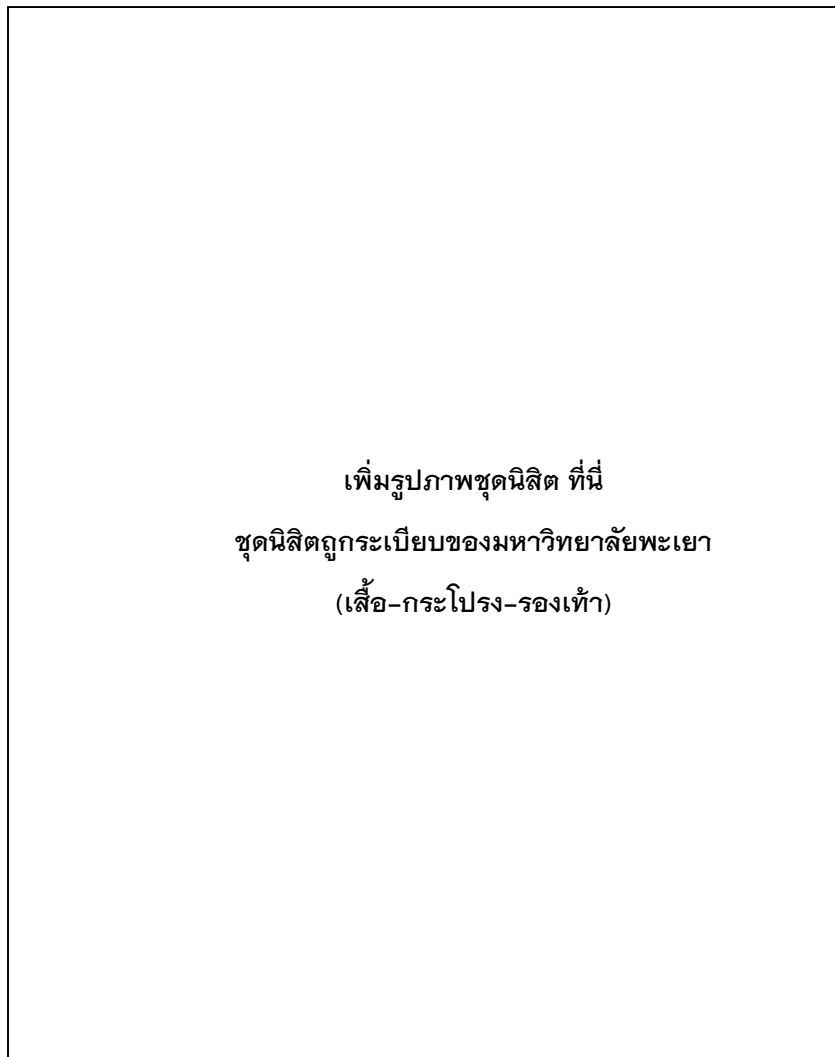 เพิ่มรูปภาพชุดนิสิต ที่นี่
ชุดนิสิตถูกระเบียบของมหาวิทยาลัยพะเยา
(เสื้อ-กระโปรง-รองเท้า)